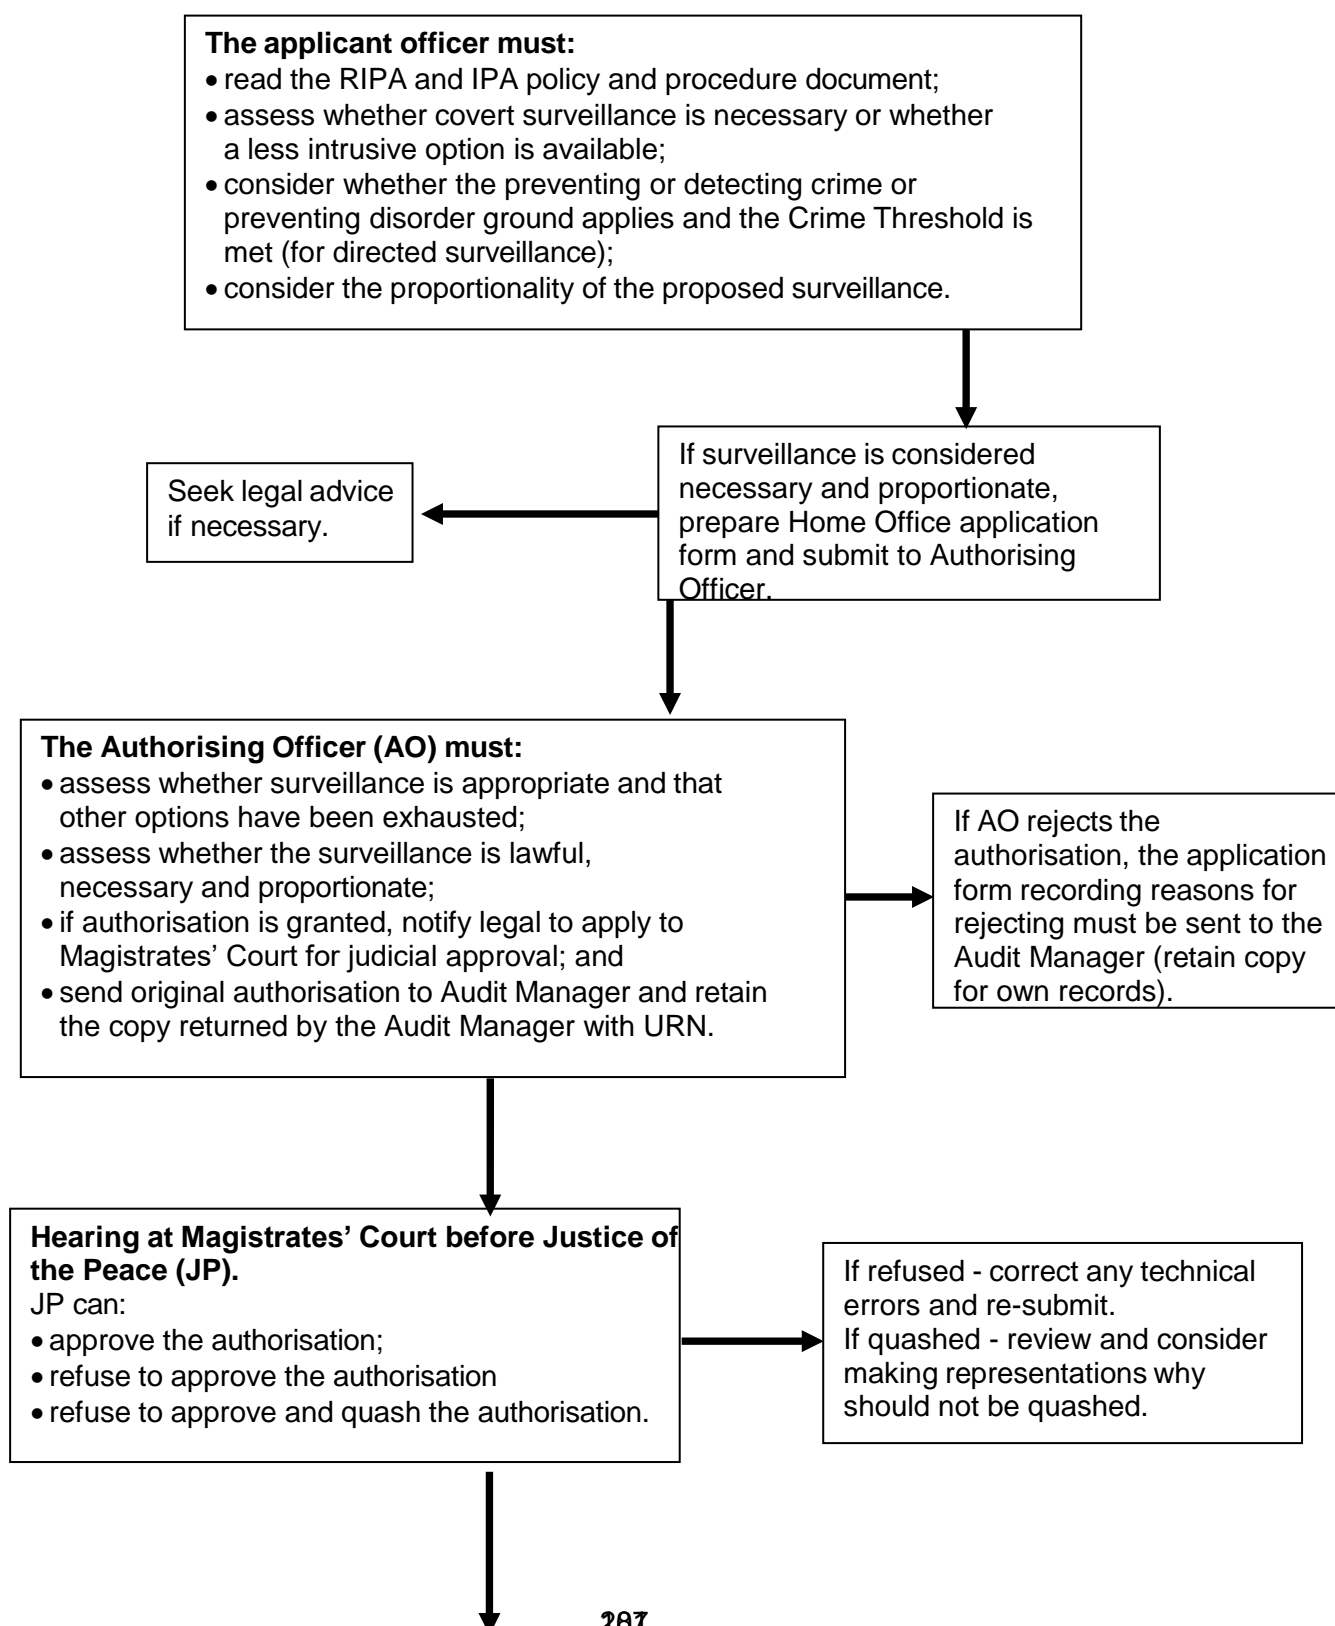 The applicant officer must:
• read the RIPA and IPA policy and procedure document;
• assess whether covert surveillance is necessary or whether
a less intrusive option is available;
• consider whether the preventing or detecting crime or
preventing disorder ground applies and the Crime Threshold is
met (for directed surveillance);
• consider the proportionality of the proposed surveillance.
Seek legal advice
if necessary.
If surveillance is considered
necessary and proportionate,
prepare Home Office application
form and submit to Authorising
Officer.
The Authorising Officer (AO) must:
• assess whether surveillance is appropriate and that
other options have been exhausted;
• assess whether the surveillance is lawful,
necessary and proportionate;
• if authorisation is granted, notify legal to apply to
Magistrates’ Court for judicial approval; and
• send original authorisation to Audit Manager and retain
the copy returned by the Audit Manager with URN.
If AO rejects the
authorisation, the application
form recording reasons for
rejecting must be sent to the
Audit Manager (retain copy
for own records).
Hearing at Magistrates’ Court before Justice of
the Peace (JP).
JP can:
• approve the authorisation;
• refuse to approve the authorisation
• refuse to approve and quash the authorisation.
If refused - correct any technical
errors and re-submit.
If quashed - review and consider
making representations why
should not be quashed.